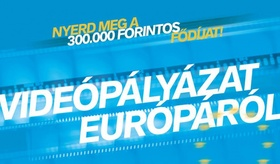 NYERD MEG A
300.000 FORINTOS
FŐDÍJAT!
VIDEÓPÁLYÁZAT
EURÓPÁRÓL